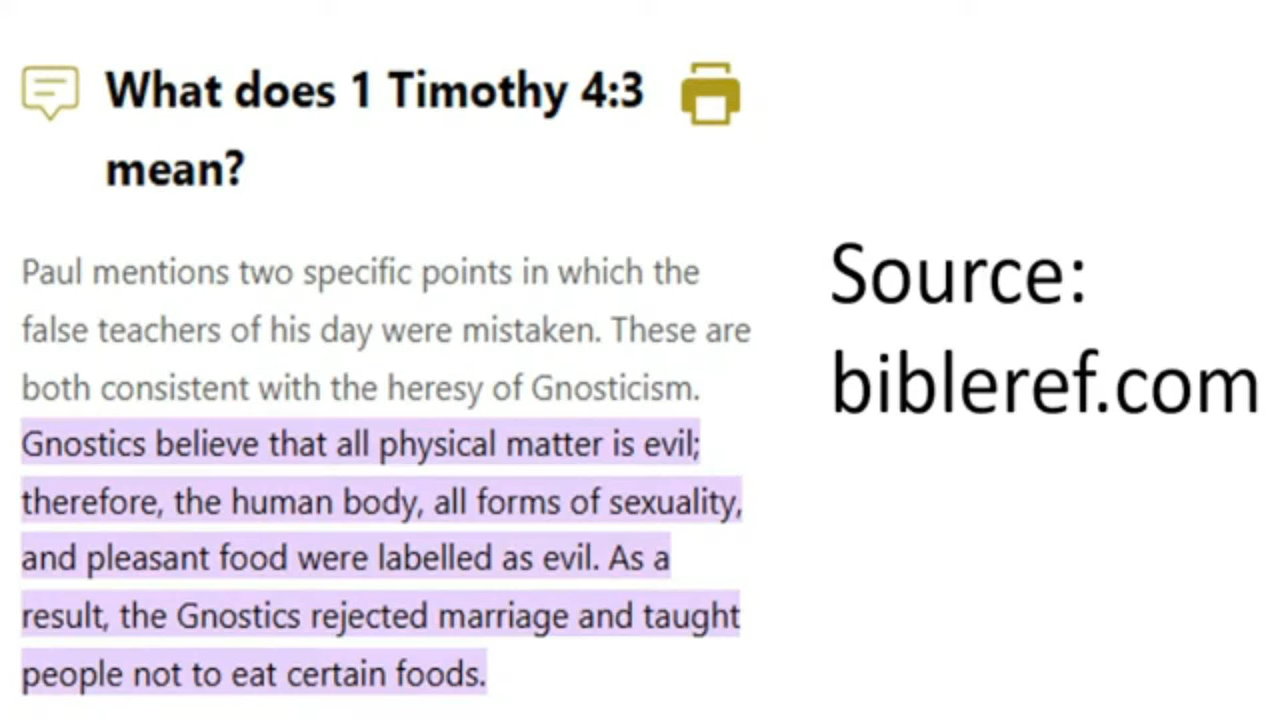 What does 1 Timothy 4:3
mean?
Paul mentions two specific points in which the
false teachers of his day were mistaken. These are
both consistent with the heresy of Gnosticism.
Gnostics believe that all physical matter is evil;
therefore, the human body, all forms of sexuality,
and pleasant food were labelled as evil. As a
result, the Gnostics rejected marriage and taught
people not to eat certain foods.
Source:
bibleref.com